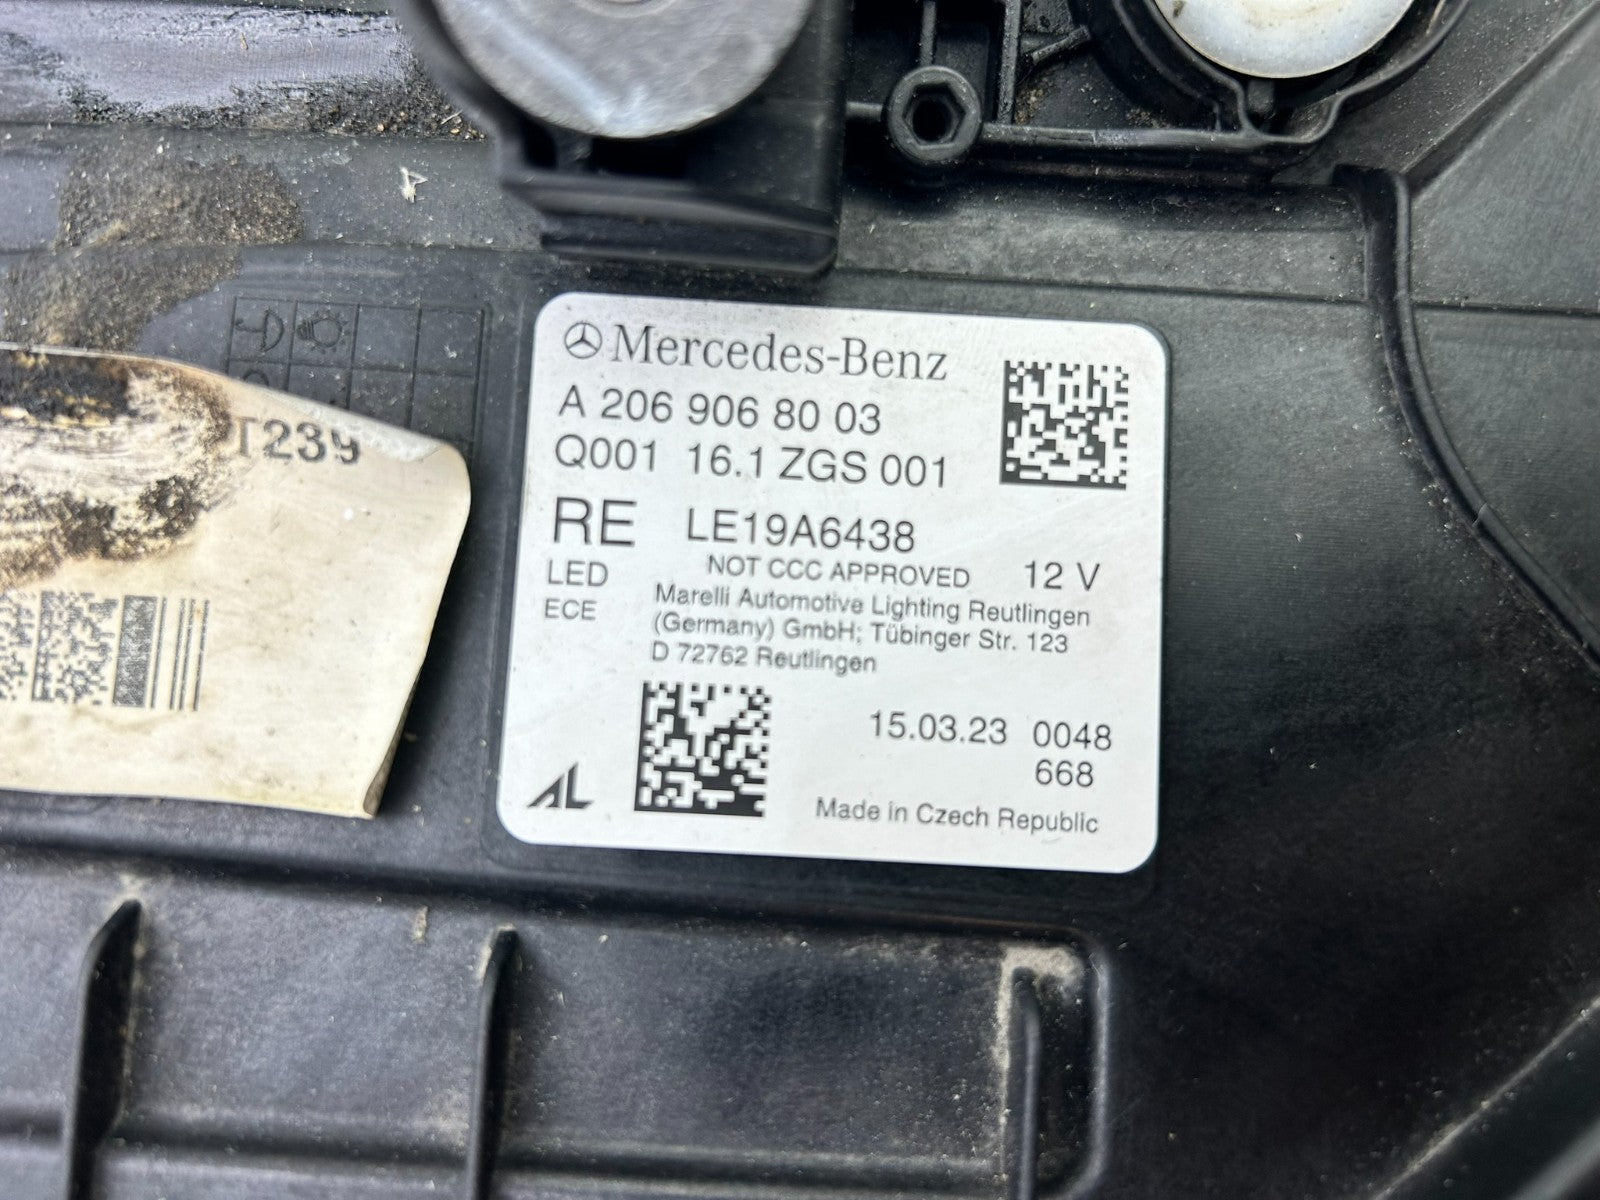 Mercedes-Benz
A 206 906 80 03
Q001 16.1 ZGS 001
RE LE19A6438
NOT CCC APPROVED 12 V
LED
ECE
Marelli Automotive Lighting Reutlingen
(Germany) GmbH; Tübinger Str. 123
D 72762 Reutlingen
15.03.23 0048
668
AL
Made in Czech Republic
T239